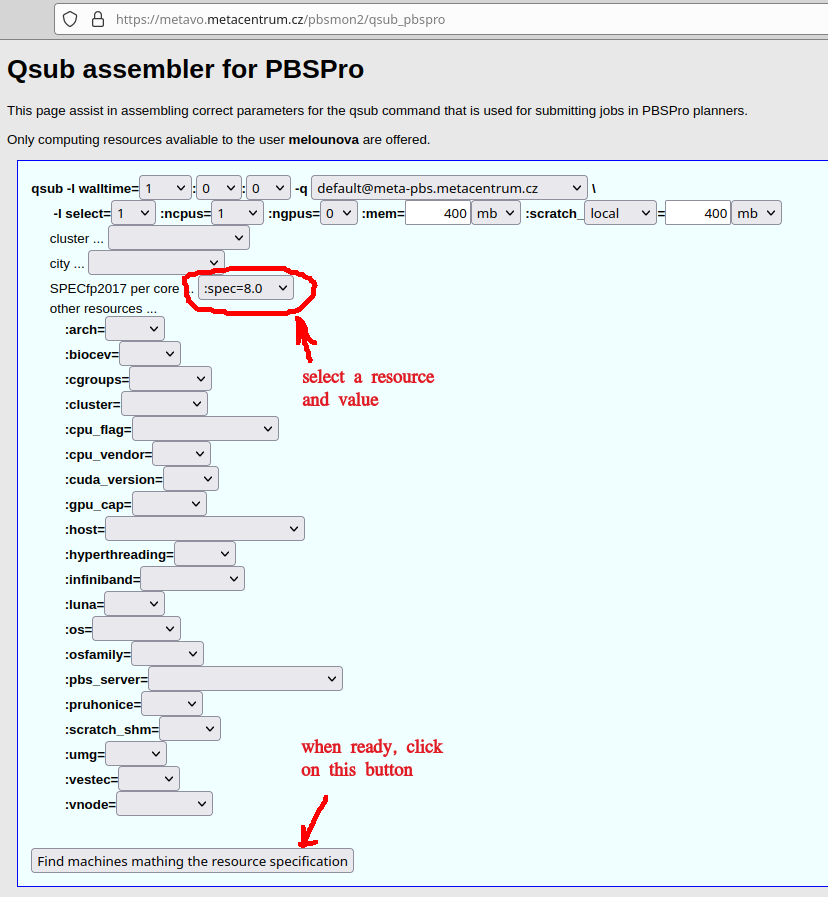 https://metavo.metacentrum.cz/pbsmon2/qsub_pbspro
Qsub assembler for PBSPro
This page assist in assembling correct parameters for the qsub command that is used for submitting jobs in PBSPro planners.
Only computing resources avaliable to the user melounova are offered.
qsub -l walltime= 1 : 0 : 0 -q default@meta-pbs.metacentrum.cz \
-l select= 1 :ncpus= 1 :ngpus= 0 :mem= 400 mb :scratch_ local = 400 mb
cluster ...
city ...
SPECfp2017 per core ... :spec=8.0
other resources ...
:arch=
:biocev=
:cgroups=
select a resource
and value
:cluster=
:cpu_flag=
:cpu_vendor=
:cuda_version=
:gpu_cap=
:host=
:hyperthreading=
:infiniband=
:luna=
:os=
:osfamily=
:pbs_server=
:pruhonice=
:scratch_shm=
when ready, click
on this button
:umg=
:vestec=
:vnode=
Find machines mathing the resource specification